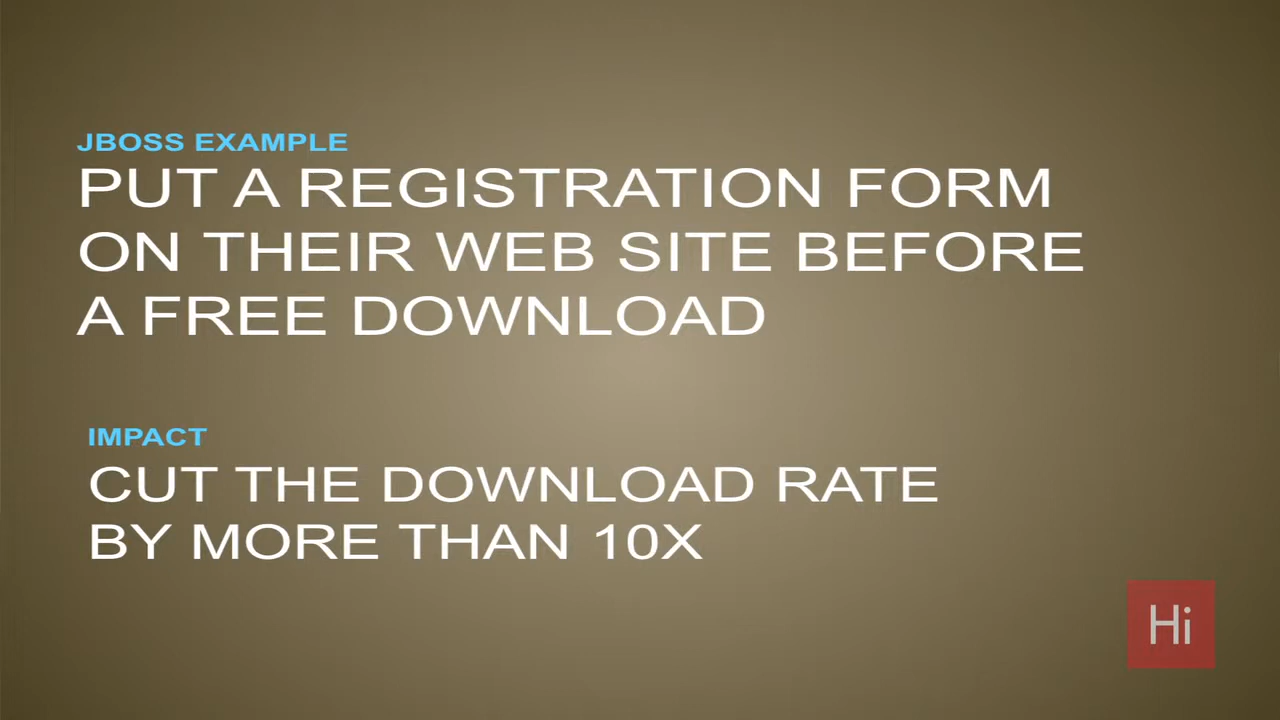 JBOSS EXAMPLE
PUT A REGISTRATION FORM
ON THEIR WEB SITE BEFORE
A FREE DOWNLOAD
IMPACT
CUT THE DOWNLOAD RATE
BY MORE THAN 10X
Hi